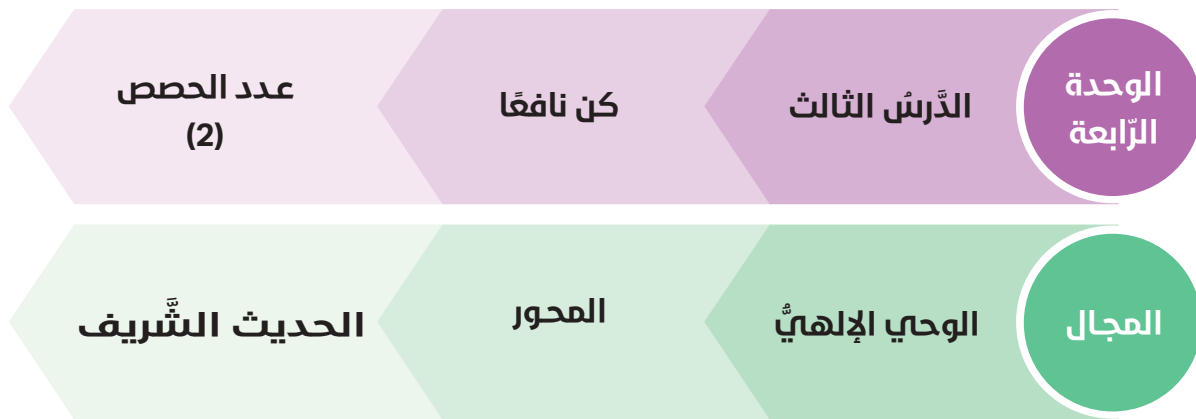 الوحدة
الرّابعة
الدَّرسُ الثالث
كن نافعًا
عدد الحصص
(2)
المجال
الوحي الإلهيُّ
المحور
الحديث الشَّريف